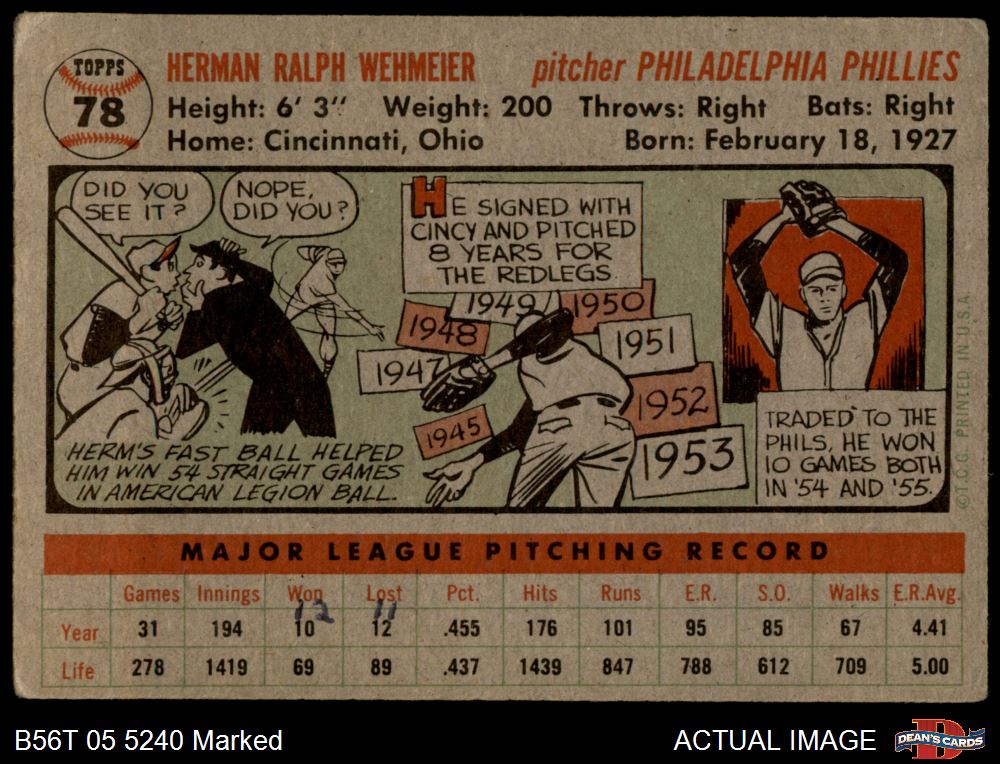 TOPPS
78
HERMAN RALPH WEHMEIER pitcher PHILADELPHIA PHILLIES
Height: 6' 3" Weight: 200 Throws: Right Bats: Right
Home: Cincinnati, Ohio Born: February 18, 1927
DID YOU
SEE IT?
NOPE,
DID YOU?
HERM'S FAST BALL HELPED
HIM WIN 54 STRAIGHT GAMES
IN AMERICAN LEGION BALL.
HE SIGNED WITH
CINCY AND PITCHED
8 YEARS FOR
THE REDLEGS.
1945
1947
1948
1949
1950
1951
1952
1953
TRADED TO THE
PHILS, HE WON
10 GAMES BOTH
IN '54 AND '55.
©T.C.G. PRINTED IN U.S.A.
MAJOR LEAGUE PITCHING RECORD
Games Innings Won Lost Pct. Hits Runs E.R. S.O. Walks E.R.Avg.
12 11
Year 31 194 10 12 .455 176 101 95 85 67 4.41
Life 278 1419 69 89 .437 1439 847 788 612 709 5.00
B56T 05 5240 Marked ACTUAL IMAGE DEAN'S CARDS